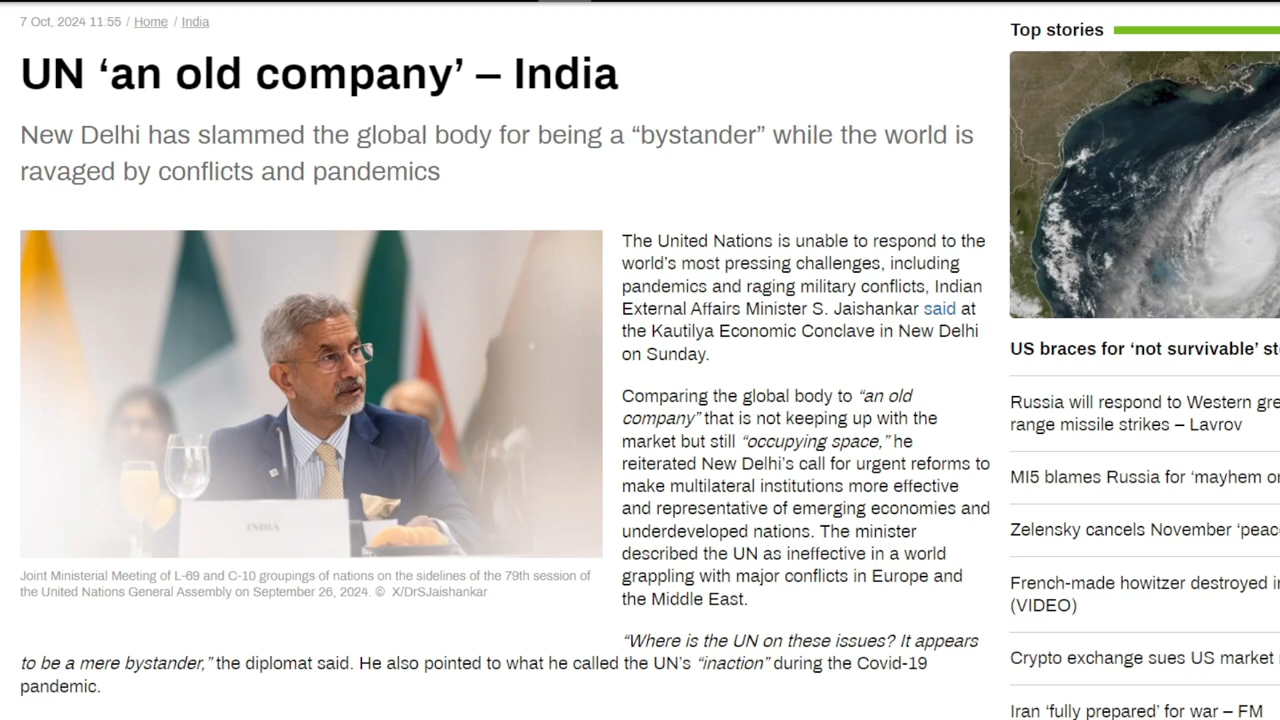 7 Oct, 2024 11:55 / Home / India
UN ‘an old company’ – India
New Delhi has slammed the global body for being a “bystander” while the world is
ravaged by conflicts and pandemics
INDIA
Joint Ministerial Meeting of L-69 and C-10 groupings of nations on the sidelines of the 79th session of
the United Nations General Assembly on September 26, 2024. © X/DrSJaishankar
The United Nations is unable to respond to the
world’s most pressing challenges, including
pandemics and raging military conflicts, Indian
External Affairs Minister S. Jaishankar said at
the Kautilya Economic Conclave in New Delhi
on Sunday.
Comparing the global body to “an old
company” that is not keeping up with the
market but still “occupying space,” he
reiterated New Delhi’s call for urgent reforms to
make multilateral institutions more effective
and representative of emerging economies and
underdeveloped nations. The minister
described the UN as ineffective in a world
grappling with major conflicts in Europe and
the Middle East.
“Where is the UN on these issues? It appears
to be a mere bystander,” the diplomat said. He also pointed to what he called the UN’s “inaction” during the Covid-19
pandemic.
Top stories
US braces for ‘not survivable’ st
Russia will respond to Western gre
range missile strikes – Lavrov
MI5 blames Russia for ‘mayhem o
Zelensky cancels November ‘peac
French-made howitzer destroyed i
(VIDEO)
Crypto exchange sues US market
Iran ‘fully prepared’ for war – FM